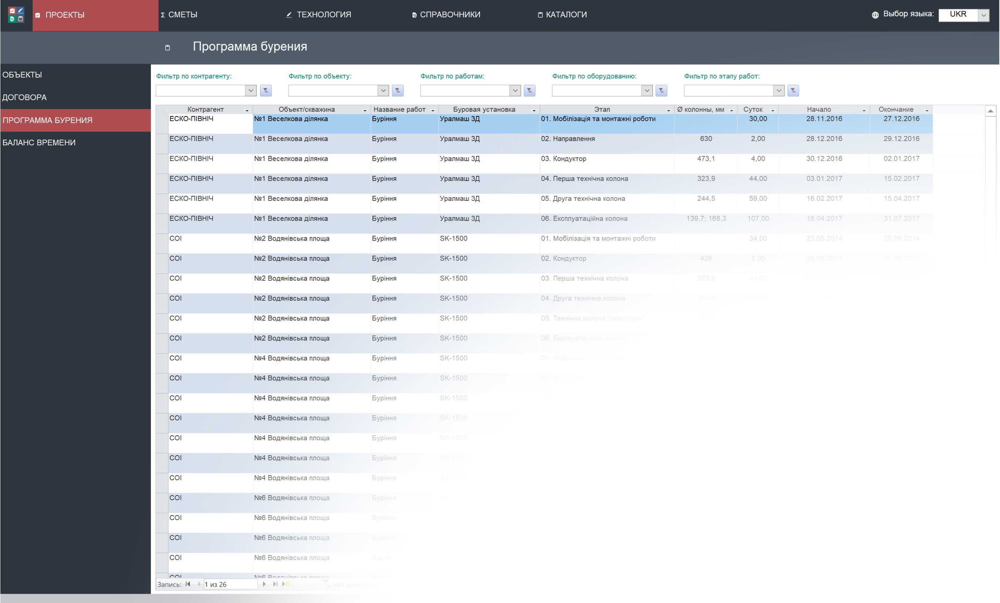 ПРОЕКТЫ Σ СМЕТЫ ТЕХНОЛОГИЯ СПРАВОЧНИКИ КАТАЛОГИ Выбор языка: UKR
Программа бурения
ОБЪЕКТЫ
ДОГОВОРА
ПРОГРАММА БУРЕНИЯ
БАЛАНС ВРЕМЕНИ
Фильтр по контрагенту: Фильтр по объекту: Фильтр по работам: Фильтр по оборудованию: Фильтр по этапу работ:
Контрагент Объект/скважина Название работ Буровая установка Этап Ø колонны, мм Суток Начало Окончание
ЕСКО-ПІВНІЧ №1 Веселкова ділянка Буріння Уралмаш 3Д 01. Мобілізація та монтажні роботи 30,00 28.11.2016 27.12.2016
ЕСКО-ПІВНІЧ №1 Веселкова ділянка Буріння Уралмаш 3Д 02. Направлення 630 2,00 28.12.2016 29.12.2016
ЕСКО-ПІВНІЧ №1 Веселкова ділянка Буріння Уралмаш 3Д 03. Кондуктор 473,1 4,00 30.12.2016 02.01.2017
ЕСКО-ПІВНІЧ №1 Веселкова ділянка Буріння Уралмаш 3Д 04. Перша технічна колона 323,9 44,00 03.01.2017 15.02.2017
ЕСКО-ПІВНІЧ №1 Веселкова ділянка Буріння Уралмаш 3Д 05. Друга технічна колона 244,5 59,00 16.02.2017 15.04.2017
ЕСКО-ПІВНІЧ №1 Веселкова ділянка Буріння Уралмаш 3Д 06. Експлуатаційна колона 139,7; 168,3 107,00 16.04.2017 31.07.2017
СОІ №2 Водянівська площа Буріння SK-1500 01. Мобілізація та монтажні роботи 34,00 23.05.2014 25.06.2014
СОІ №2 Водянівська площа Буріння SK-1500 02. Кондуктор 426 5,00 26.06.2014 30.06.2014
СОІ №2 Водянівська площа Буріння SK-1500 03. Перша технічна колона 323,9 44,00
СОІ №2 Водянівська площа Буріння SK-1500 04. Друга технічна колона 244,5
СОІ №2 Водянівська площа Буріння SK-1500 05. Технічна колона "хвостовик"
СОІ №2 Водянівська площа Буріння SK-1500 06. Експлуатаційна колона
СОІ №4 Водянівська площа Буріння SK-1500 01. Мобілізація та
СОІ №4 Водянівська площа Буріння SK-1500 02.
СОІ №4 Водянівська площа Буріння SK-1500
СОІ №4 Водянівська площа Буріння SK-1500
СОІ №4 Водянівська площа Буріння SK-1500
СОІ №4 Водянівська площа Буріння SK-1500
СОІ №4 Водянівська площа Буріння
СОІ №6 Водянівська площа Буріння
СОІ №6 Водянівська площа Буріння
СОІ №6 Водянівська площа Буріння
СОІ №6 Водянівська площа Буріння
СОІ №6 Водянівська площа
Запись: 1 из 26 Нет фильтра